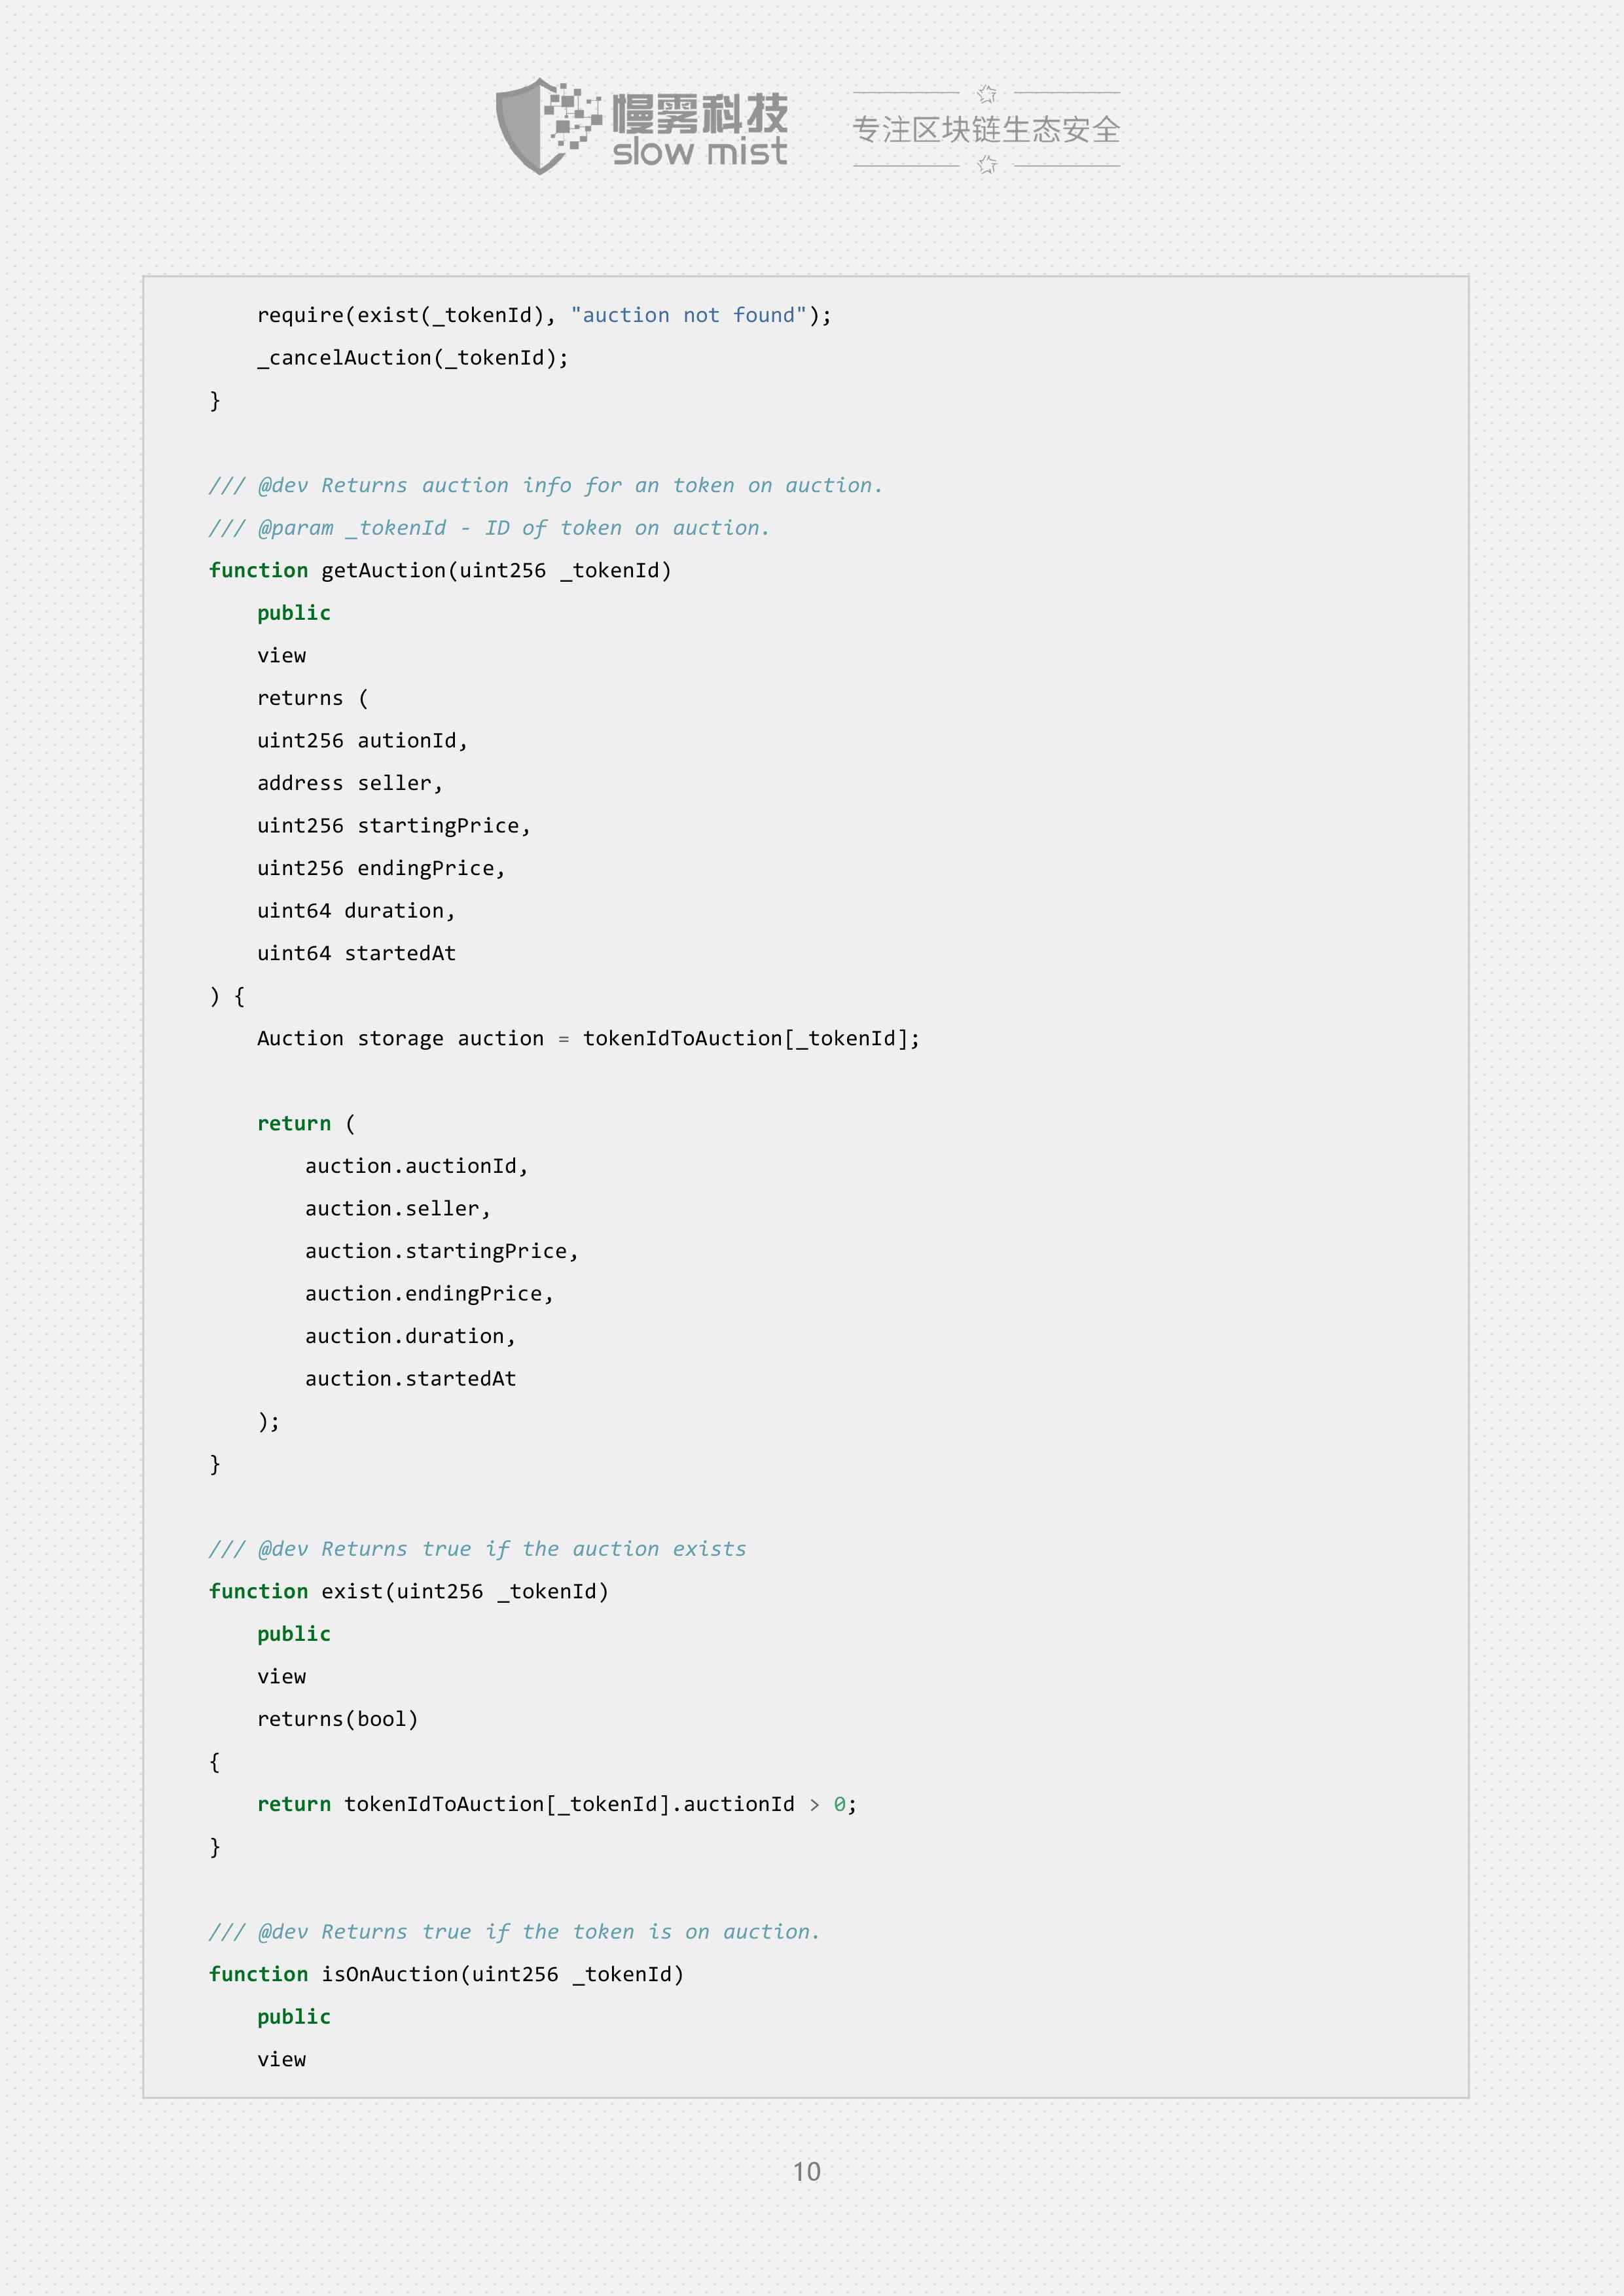 慢雾科技
slow mist
专注区块链生态安全
require(exist(_tokenId), "auction not found");
_cancelAuction(_tokenId);
}
/// @dev Returns auction info for an token on auction.
/// @param _tokenId - ID of token on auction.
function getAuction(uint256 _tokenId)
public
view
returns (
uint256 autionId,
address seller,
uint256 startingPrice,
uint256 endingPrice,
uint64 duration,
uint64 startedAt
) {
Auction storage auction = tokenIdToAuction[_tokenId];
return (
auction.auctionId,
auction.seller,
auction.startingPrice,
auction.endingPrice,
auction.duration,
auction.startedAt
);
}
/// @dev Returns true if the auction exists
function exist(uint256 _tokenId)
public
view
returns(bool)
{
return tokenIdToAuction[_tokenId].auctionId > 0;
}
/// @dev Returns true if the token is on auction.
function isOnAuction(uint256 _tokenId)
public
view
10